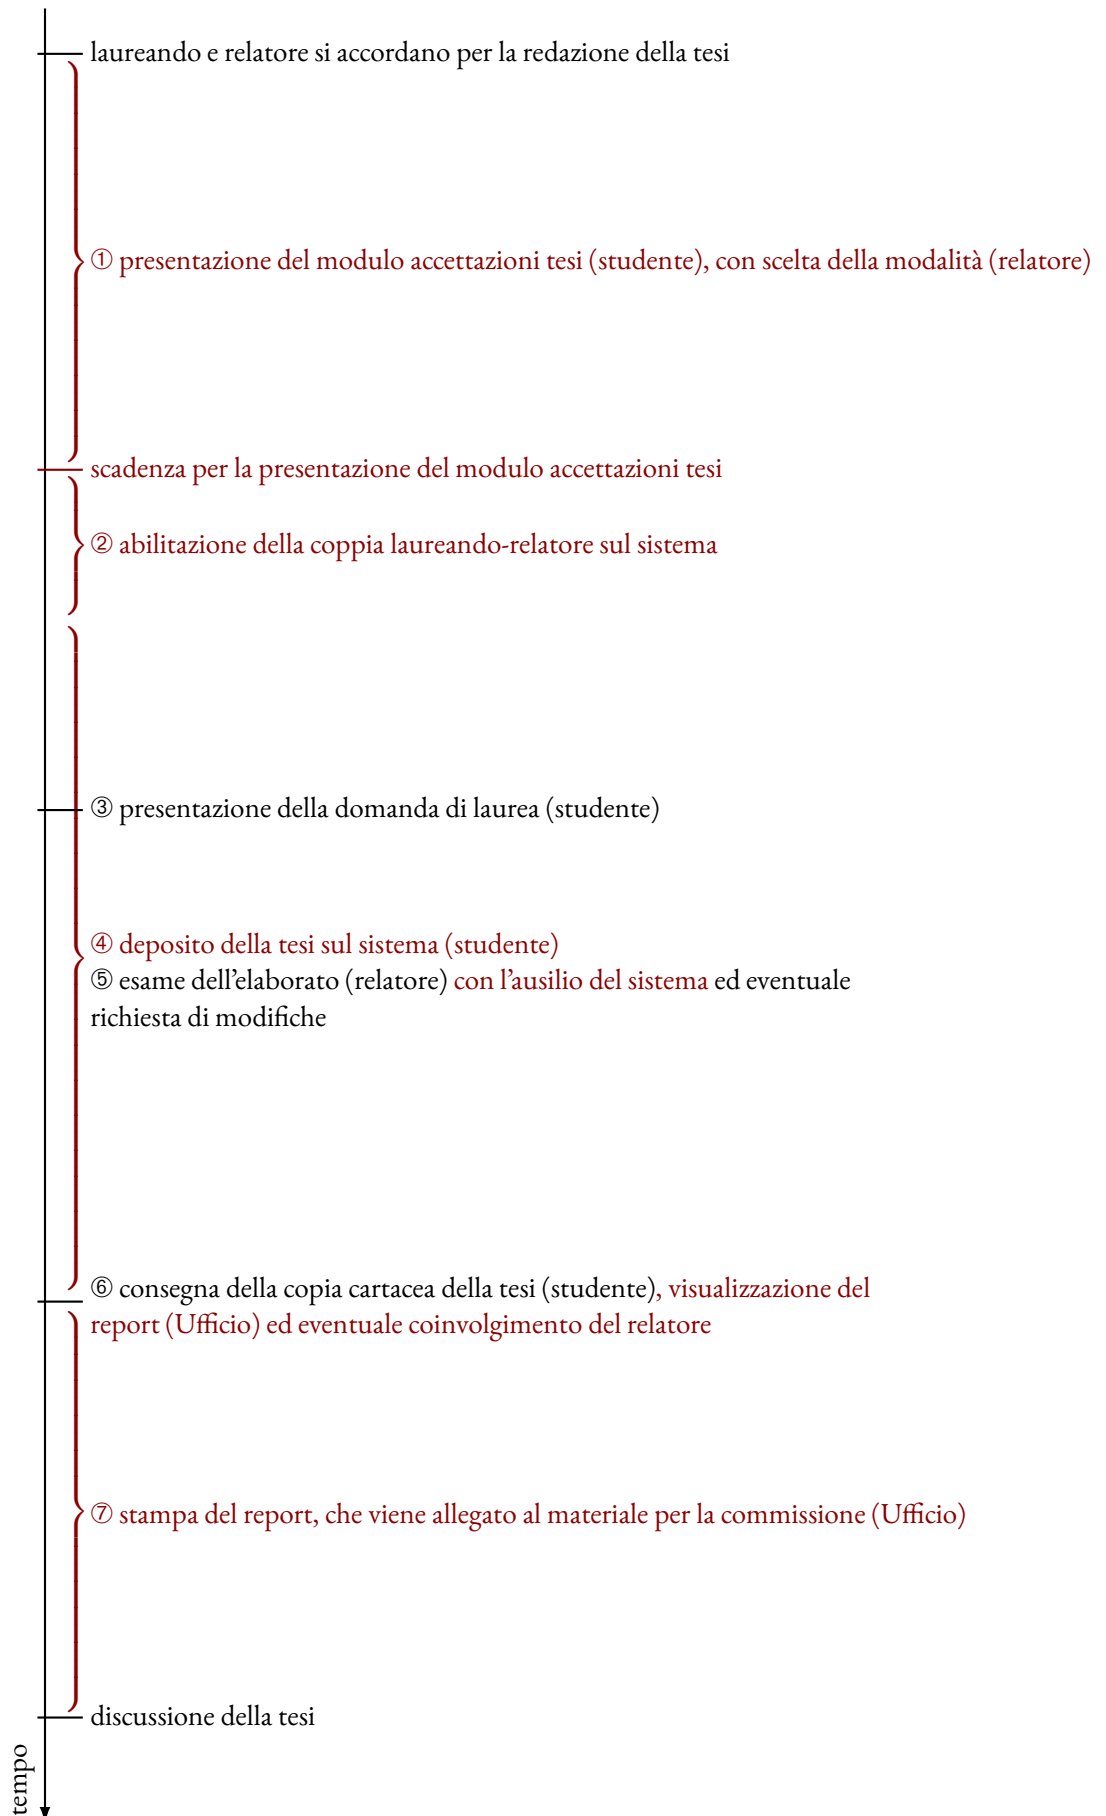 laureando e relatore si accordano per la redazione della tesi
① presentazione del modulo accettazioni tesi (studente), con scelta della modalità (relatore)
scadenza per la presentazione del modulo accettazioni tesi
② abilitazione della coppia laureando-relatore sul sistema
③ presentazione della domanda di laurea (studente)
④ deposito della tesi sul sistema (studente)
⑤ esame dell’elaborato (relatore) con l’ausilio del sistema ed eventuale
richiesta di modifiche
⑥ consegna della copia cartacea della tesi (studente), visualizzazione del
report (Ufficio) ed eventuale coinvolgimento del relatore
⑦ stampa del report, che viene allegato al materiale per la commissione (Ufficio)
discussione della tesi
tempo